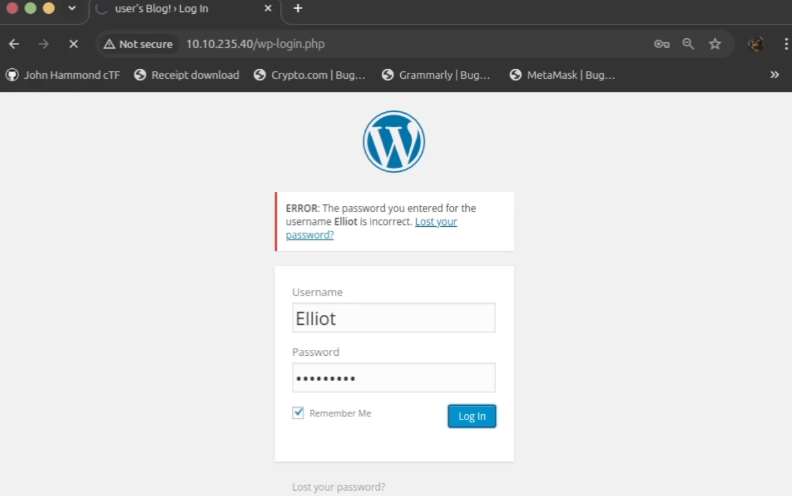 user's Blog! › Log In
Not secure 10.10.235.40/wp-login.php
John Hammond cTF Receipt download Crypto.com | Bug... Grammarly | Bug... MetaMask | Bug...
ERROR: The password you entered for the
username Elliot is incorrect. Lost your
password?
Username
Elliot
Password
Remember Me Log In
Lost your password?